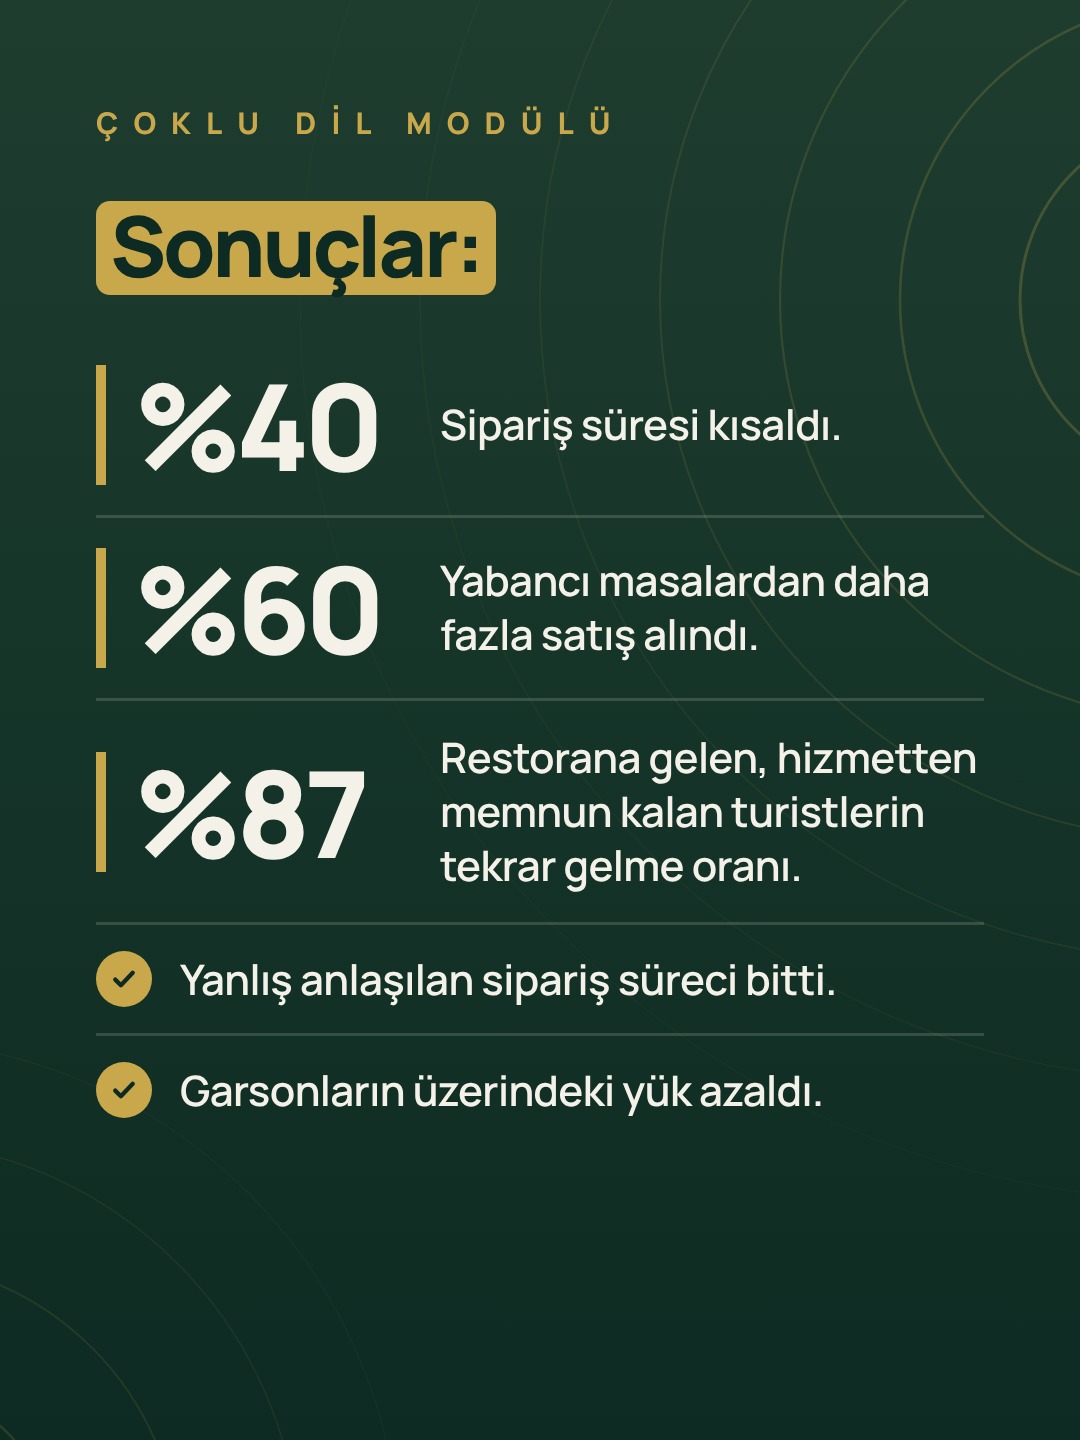 ÇOKLU DİL MODÜLÜ
Sonuçlar:
%40
Sipariş süresi kısaldı.
%60
Yabancı masalardan daha
fazla satış alındı.
%87
Restorana gelen, hizmetten
memnun kalan turistlerin
tekrar gelme oranı.
Yanlış anlaşılan sipariş süreci bitti.
Garsonların üzerindeki yük azaldı.